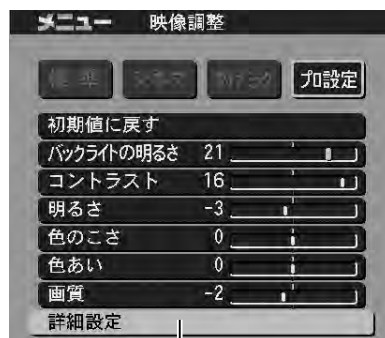 メニュー 映像調整
プロ設定
初期値に戻す
バックライトの明るさ 21
コントラスト 16
明るさ -3
色のこさ 0
色あい 0
画質 -2
詳細設定